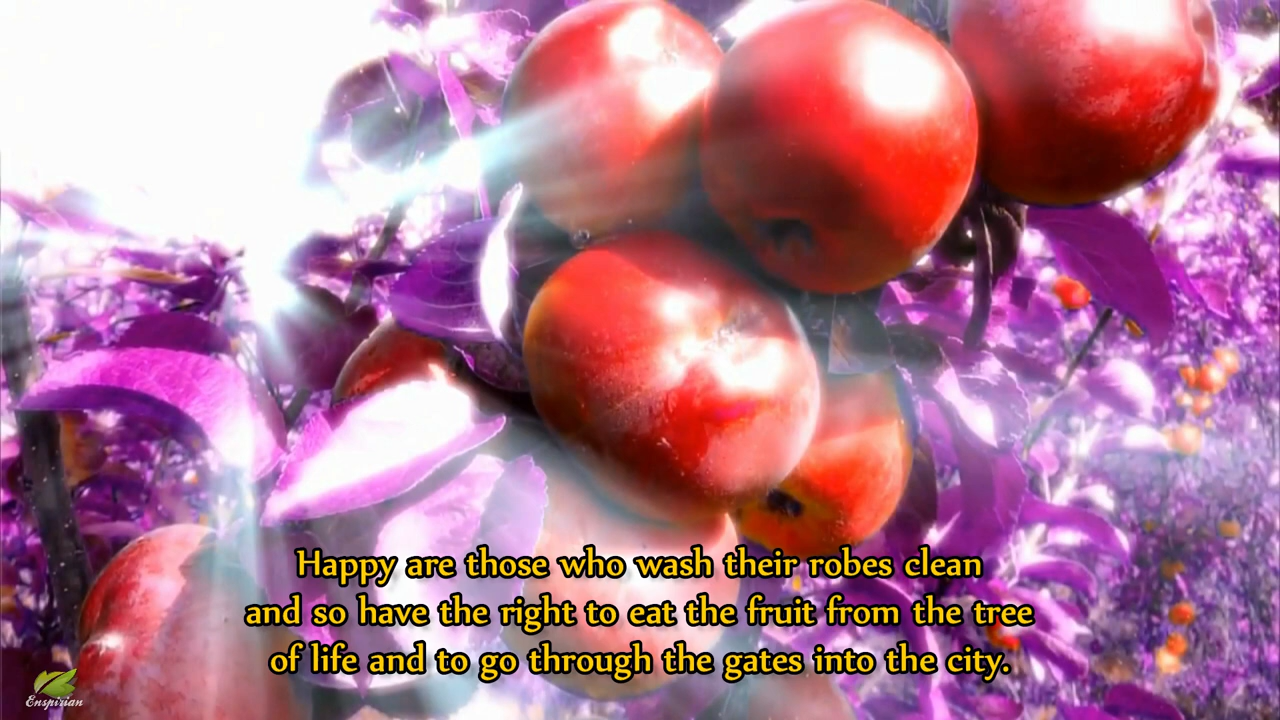 Happy are those who wash their robes clean
and so have the right to eat the fruit from the tree
of life and to go through the gates into the city.
Enspirian